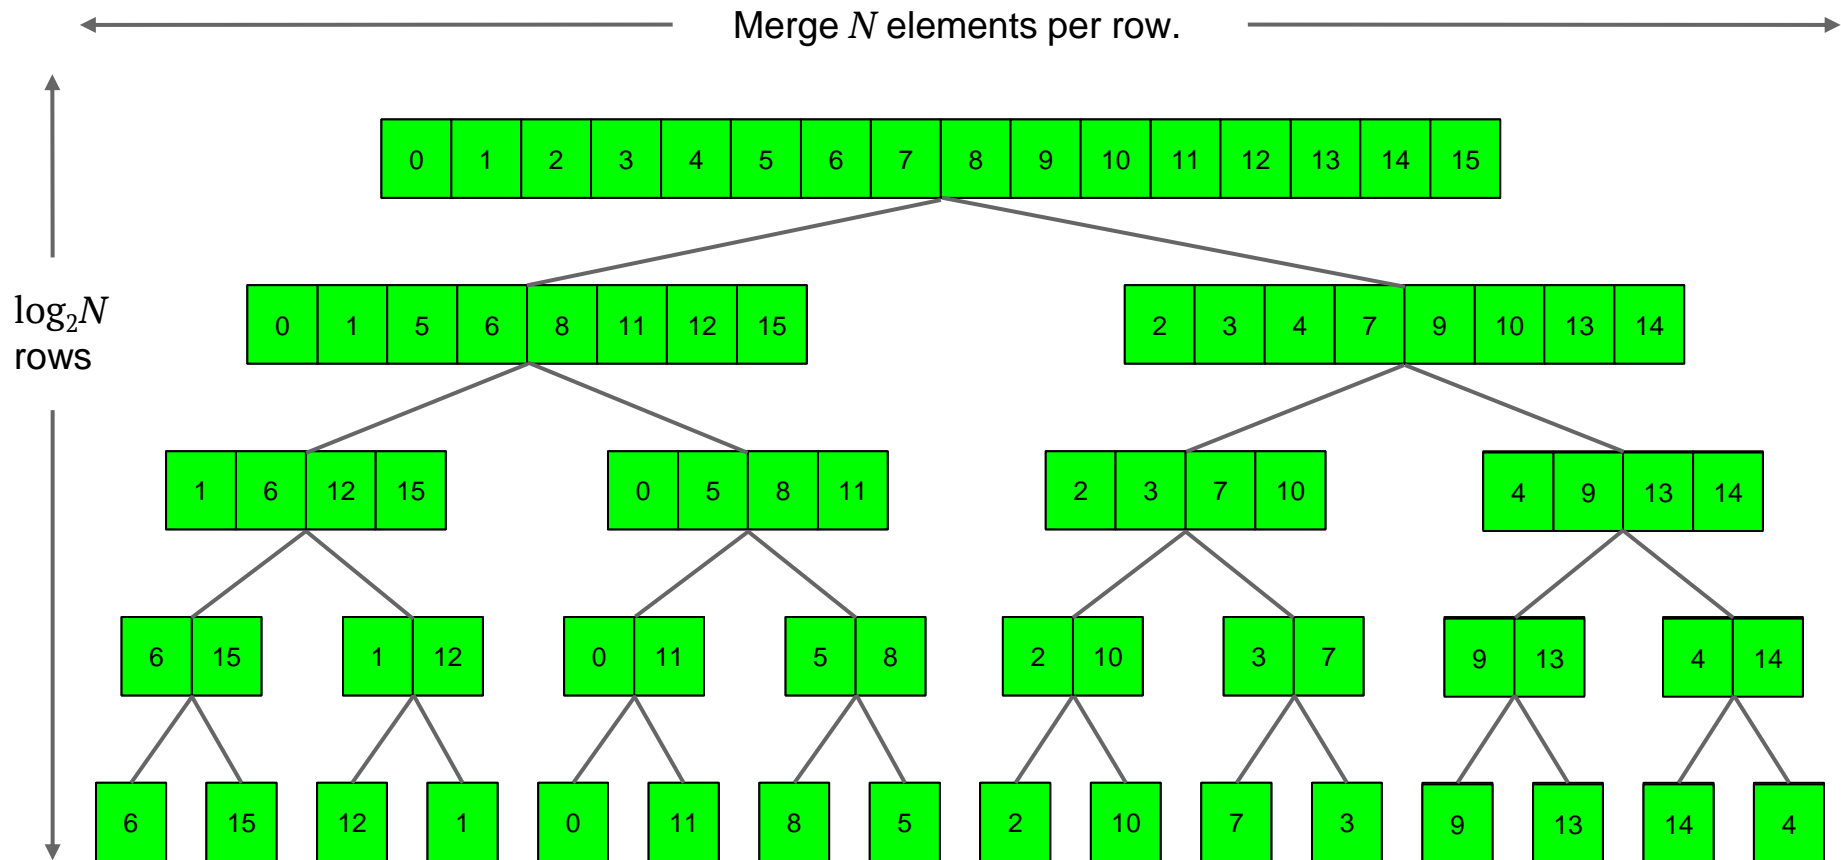 Merge N elements per row.
0 1 2 3 4 5 6 7 8 9 10 11 12 13 14 15
log₂N
rows
0 1 5 6 8 11 12 15 2 3 4 7 9 10 13 14
1 6 12 15 0 5 8 11 2 3 7 10 4 9 13 14
6 15 1 12 0 11 5 8 2 10 3 7 9 13 4 14
6 15 12 1 0 11 8 5 2 10 7 3 9 13 14 4